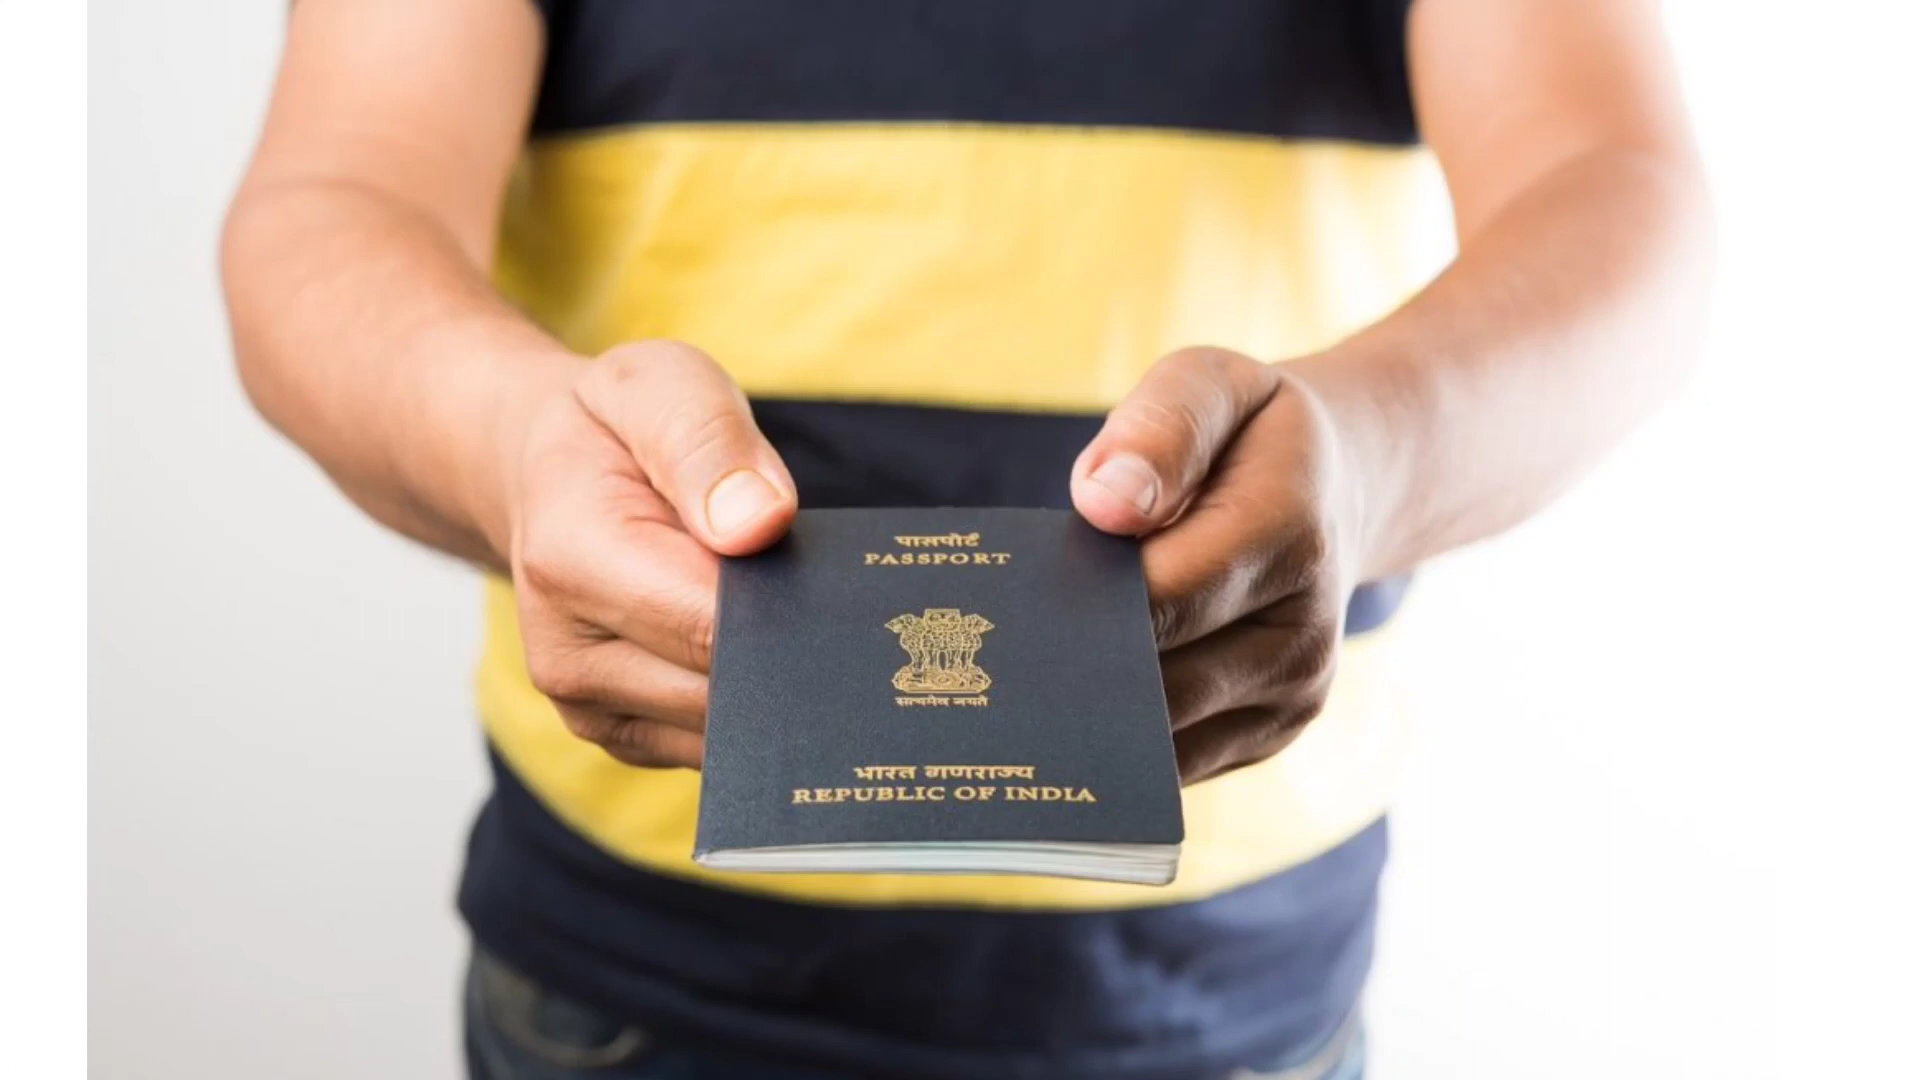 पासपोर्ट
PASSPORT
सत्यमेव जयते
भारत गणराज्य
REPUBLIC OF INDIA